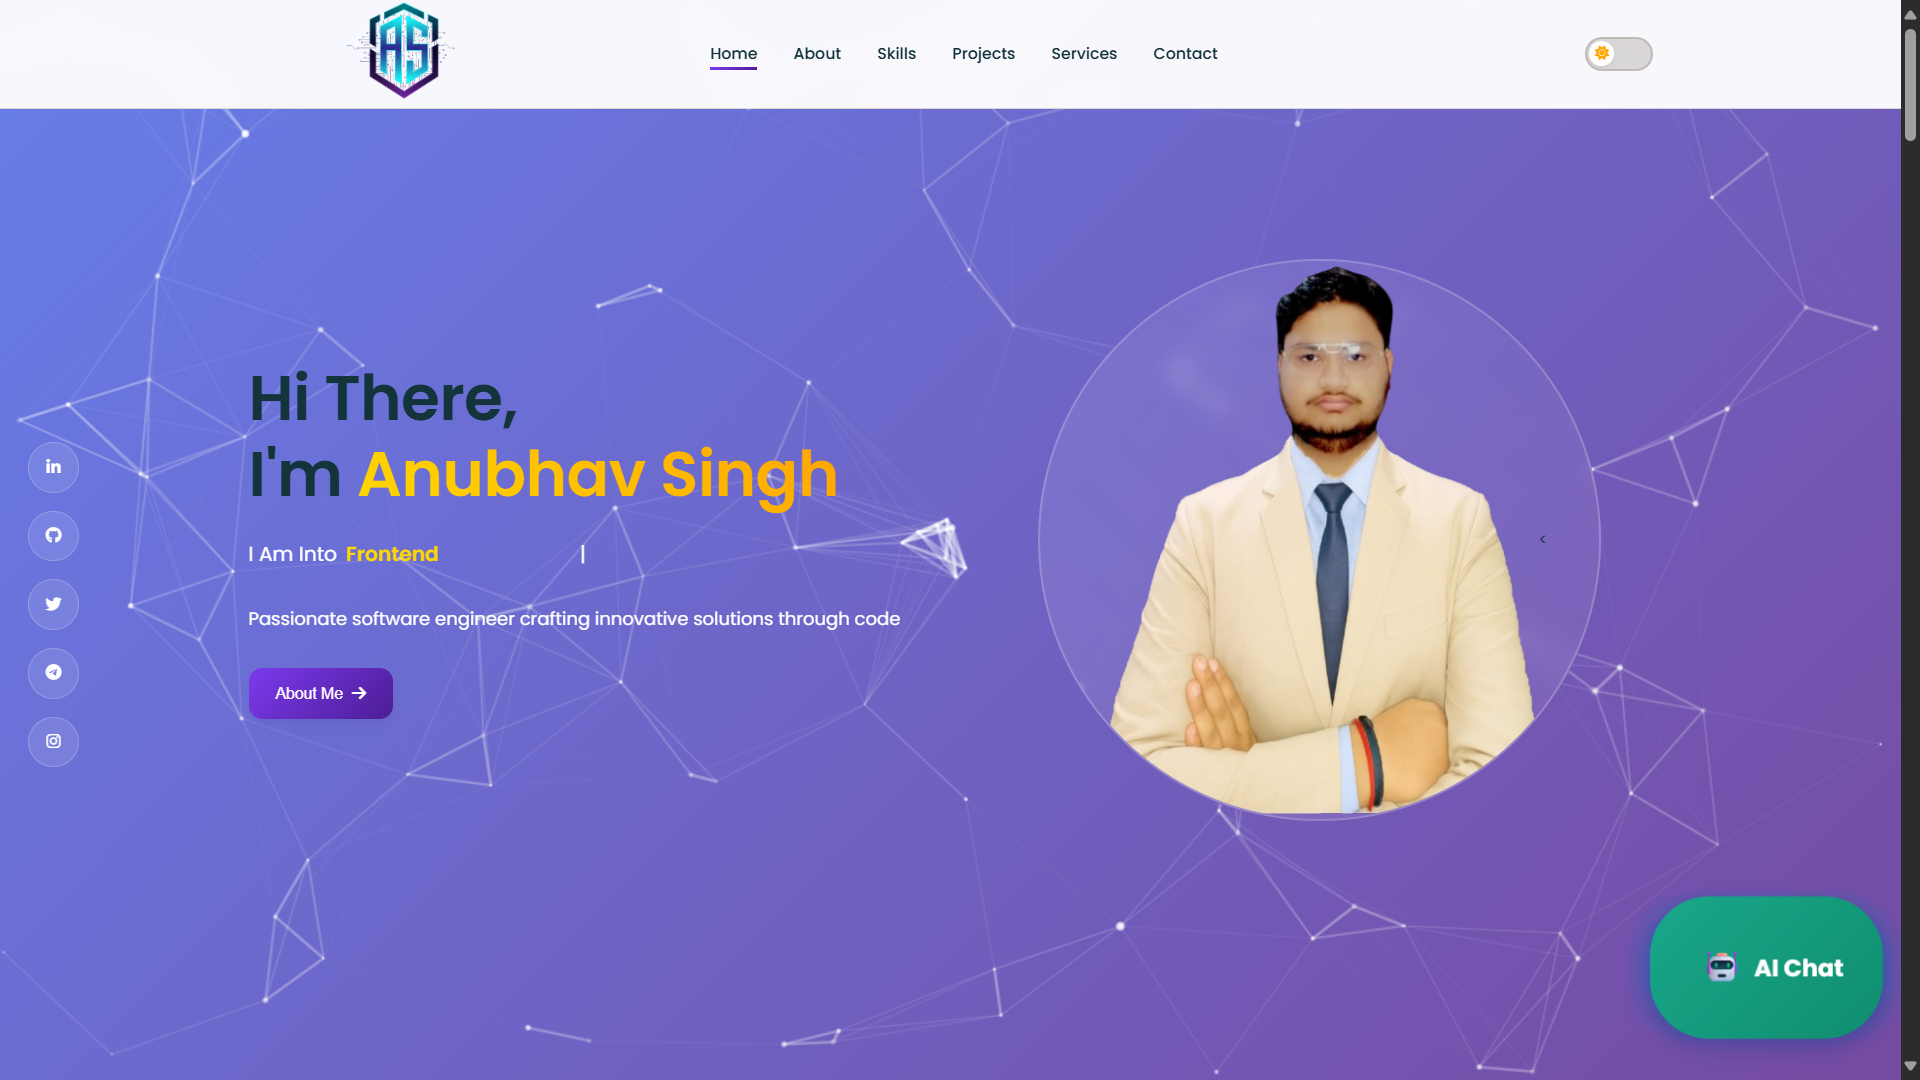 AS
Home
About
Skills
Projects
Services
Contact
Hi There,
I'm Anubhav Singh
I Am Into Frontend |
Passionate software engineer crafting innovative solutions through code
About Me →
<
AI Chat